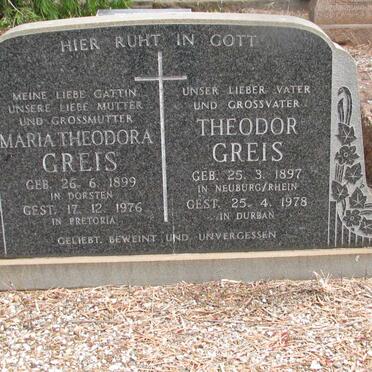 HIER RUHT IN GOTT
MEINE LIEBE GATTIN
UNSERE LIEBE MUTTER
UND GROSSMUTTER
MARIA THEODORA
GREIS
GEB. 26. 6. 1899
IN DORSTEN
GEST. 17. 12. 1976
IN PRETORIA
UNSER LIEBER VATER
UND GROSSVATER
THEODOR
GREIS
GEB. 25. 3. 1897
IN NEUBURG/RHEIN
GEST. 25. 4. 1978
IN DURBAN
GELIEBT, BEWEINT UND UNVERGESSEN